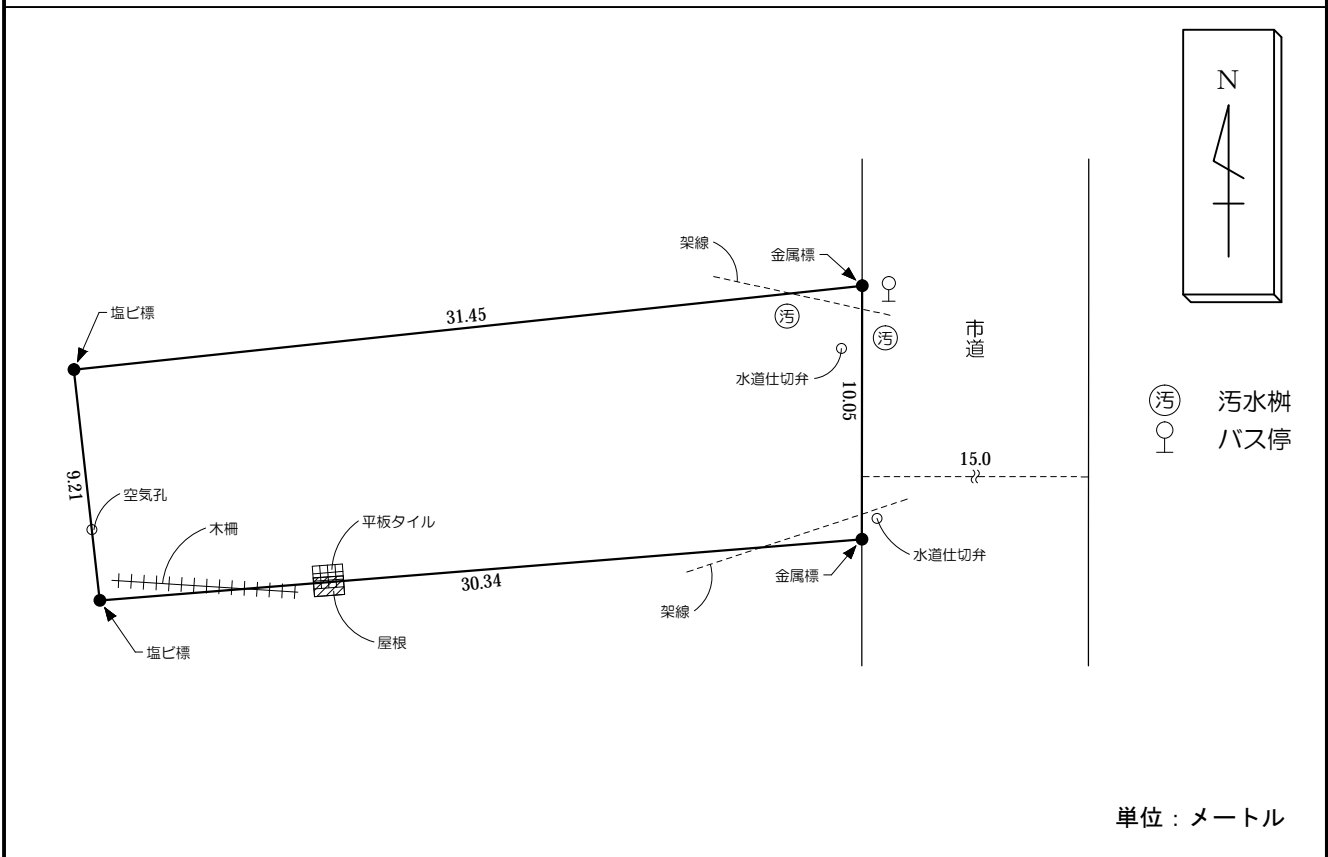 N
架線
金属標
塩ビ標
31.45
汚
汚
市
道
水道仕切弁
10.05
汚 汚水桝
バス停
15.0
9.21
空気孔
木柵
平板タイル
水道仕切弁
30.34
金属標
架線
屋根
塩ビ標
単位：メートル